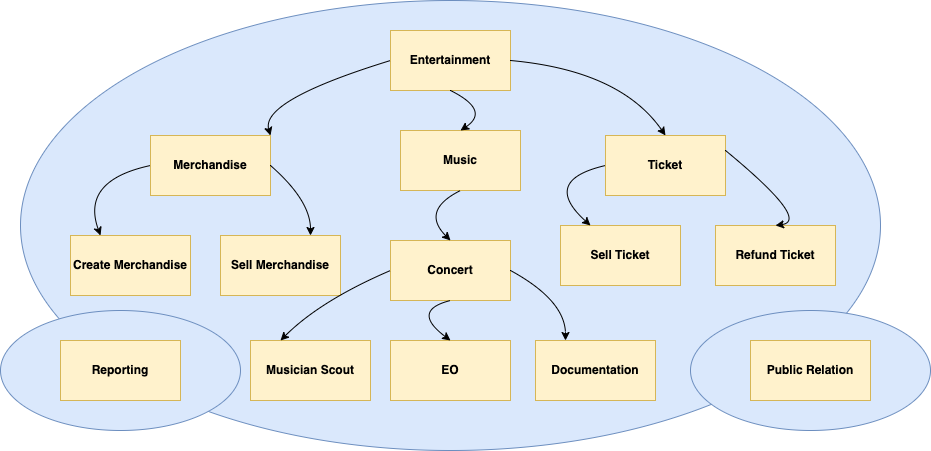 Entertainment
Merchandise
Music
Ticket
Create Merchandise
Sell Merchandise
Concert
Sell Ticket
Refund Ticket
Reporting
Musician Scout
EO
Documentation
Public Relation